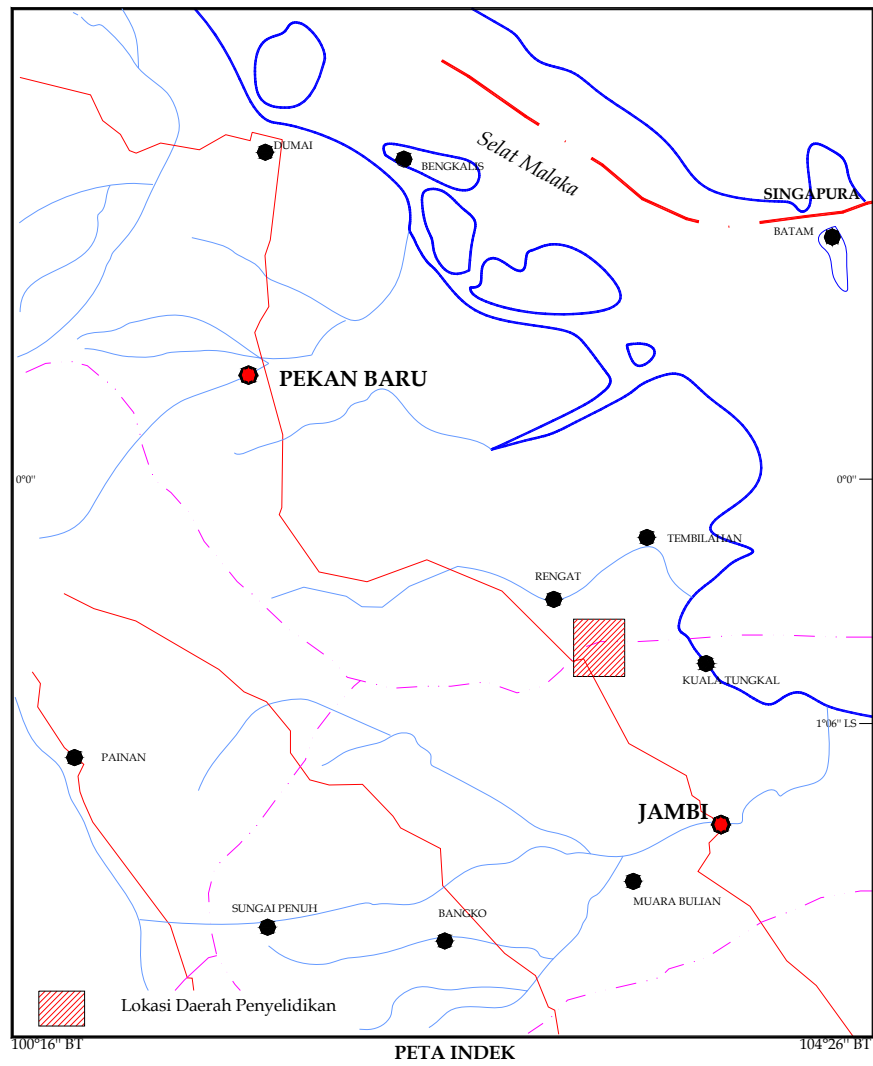 DUMAI
BENGKALIS
Selat Malaka
SINGAPURA
BATAM
PEKAN BARU
0°0"
0°0"
TEMBILAHAN
RENGAT
KUALA TUNGKAL
1°06" LS
PAINAN
JAMBI
MUARA BULIAN
SUNGAI PENUH
BANGKO
Lokasi Daerah Penyelidikan
100°16" BT
104°26" BT
PETA INDEK